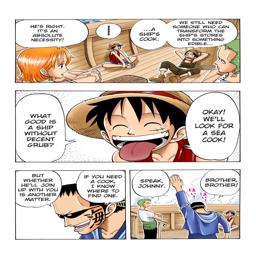 HE'S RIGHT.
IT'S AN
ABSOLUTE
NECESSITY!
...A
SHIP'S
COOK.
WE STILL NEED
SOMEONE WHO CAN
TRANSFORM THE
SHIP'S STORES
INTO SOMETHING
EDIBLE...
WHAT
GOOD IS
A SHIP
WITHOUT
DECENT
GRUB?
OKAY!
WE'LL
LOOK
FOR A SEA
COOK!
BUT
WHETHER
HE'LL JOIN
UP WITH YOU
IS ANOTHER
MATTER.
IF YOU
NEED A
COOK, I
KNOW WHERE
TO FIND
ONE.
SPEAK,
JOHNNY.
BROTHER,
BROTHER!